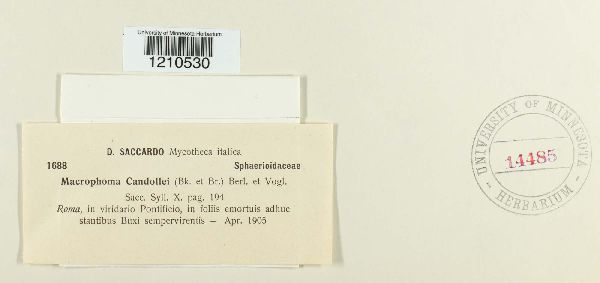 University of Minnesota Herbarium
1210530
D. SACCARDO Mycotheca italica
1688 Sphaerioidaceae
Macrophoma Candollei (Bk. et Br.) Berl. et Vogl.
Sacc. Syll. X. pag. 194
Roma, in viridario Pontificio, in foliis emortuis adhuc
stantibus Buxi sempervirentis — Apr. 1905
UNIVERSITY OF MINNESOTA
14485
HERBARIUM